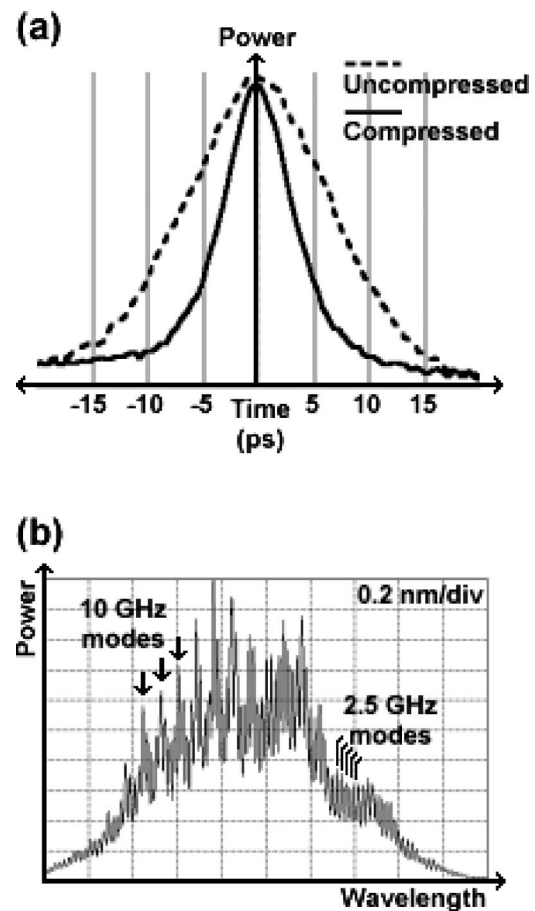 (a)
Power
Uncompressed
Compressed
-15 -10 -5 Time 5 10 15
(ps)
(b)
Power
0.2 nm/div
10 GHz
modes
2.5 GHz
modes
Wavelength